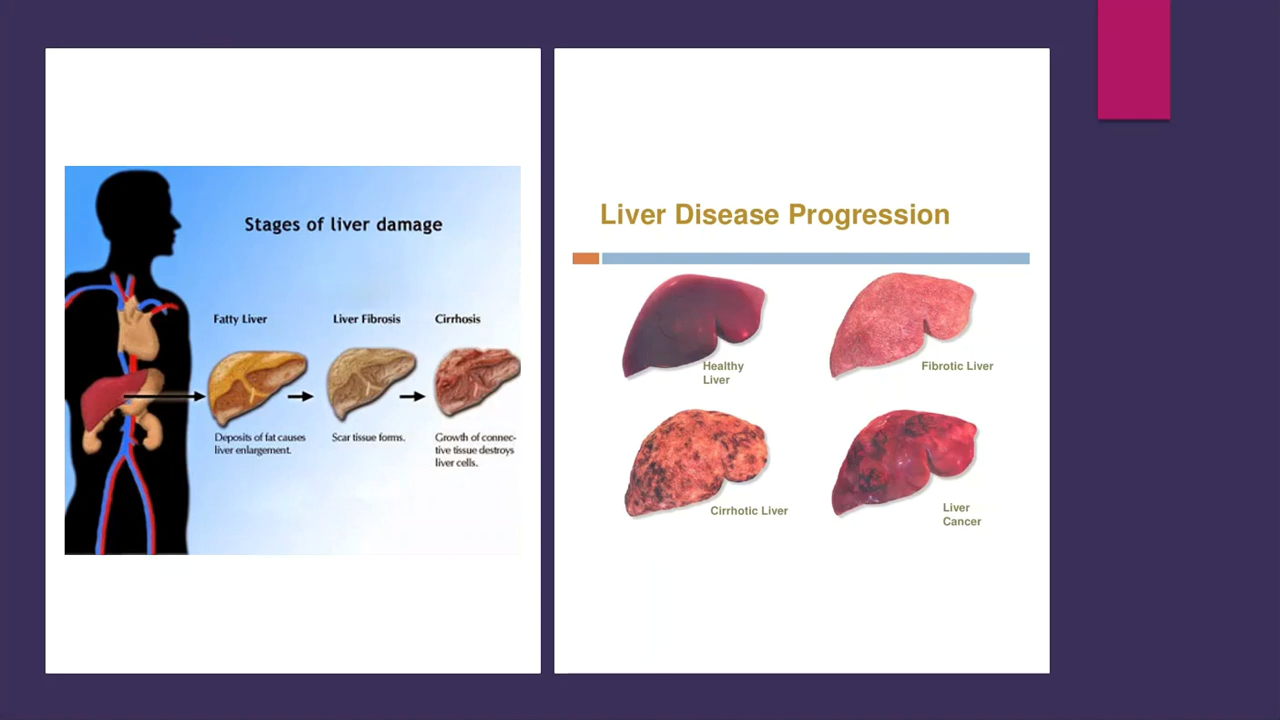 Stages of liver damage
Fatty Liver
Liver Fibrosis
Cirrhosis
Deposits of fat causes
liver enlargement.
Scar tissue forms.
Growth of connec-
tive tissue destroys
liver cells.
Liver Disease Progression
Healthy
Liver
Fibrotic Liver
Cirrhotic Liver
Liver
Cancer